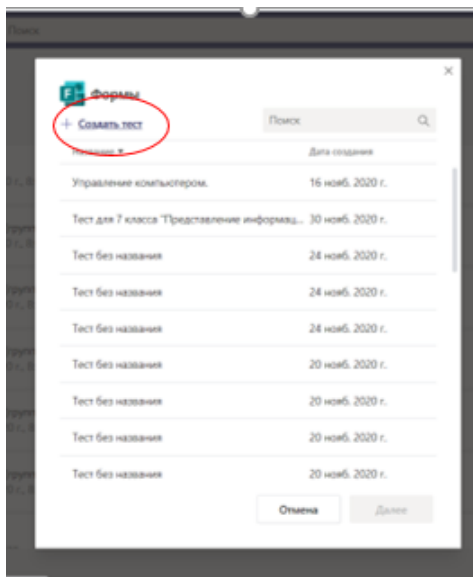 Поиск
Формы
+ Создать тест
Поиск
Название
Дата создания
Управление компьютером.
16 нояб. 2020 г.
Тест для 7 класса "Представление информац...
30 нояб. 2020 г.
Тест без названия
24 нояб. 2020 г.
Тест без названия
24 нояб. 2020 г.
Тест без названия
24 нояб. 2020 г.
Тест без названия
20 нояб. 2020 г.
Тест без названия
20 нояб. 2020 г.
Тест без названия
20 нояб. 2020 г.
Тест без названия
20 нояб. 2020 г.
Отмена
Далее